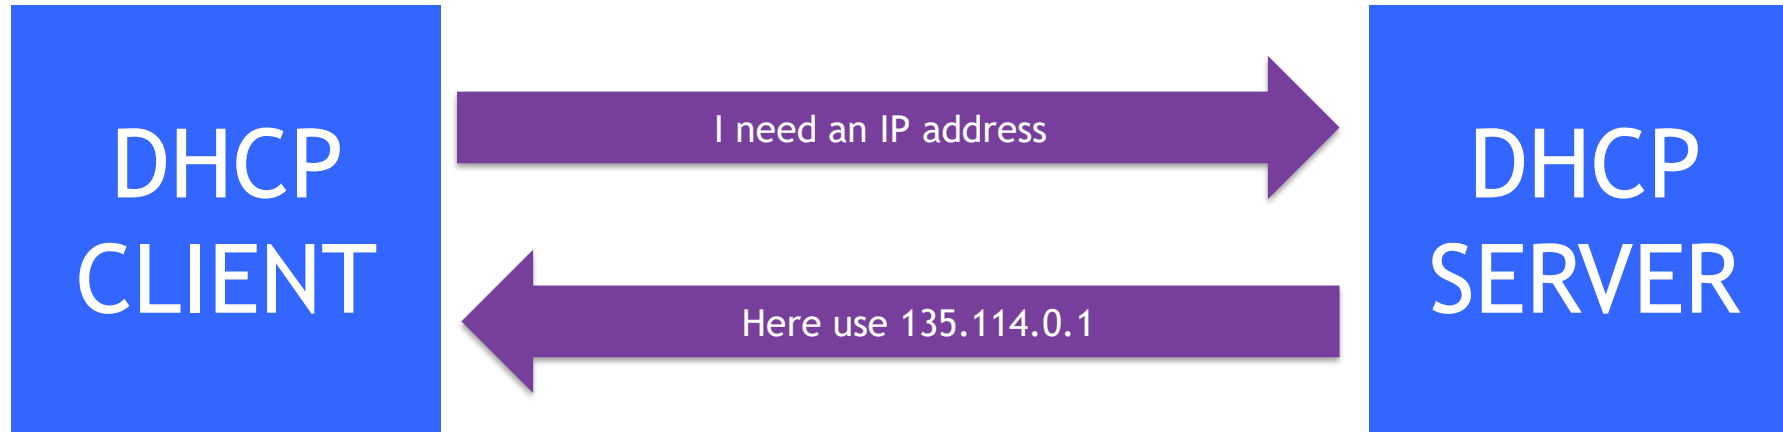 DHCP
CLIENT
I need an IP address
Here use 135.114.0.1
DHCP
SERVER